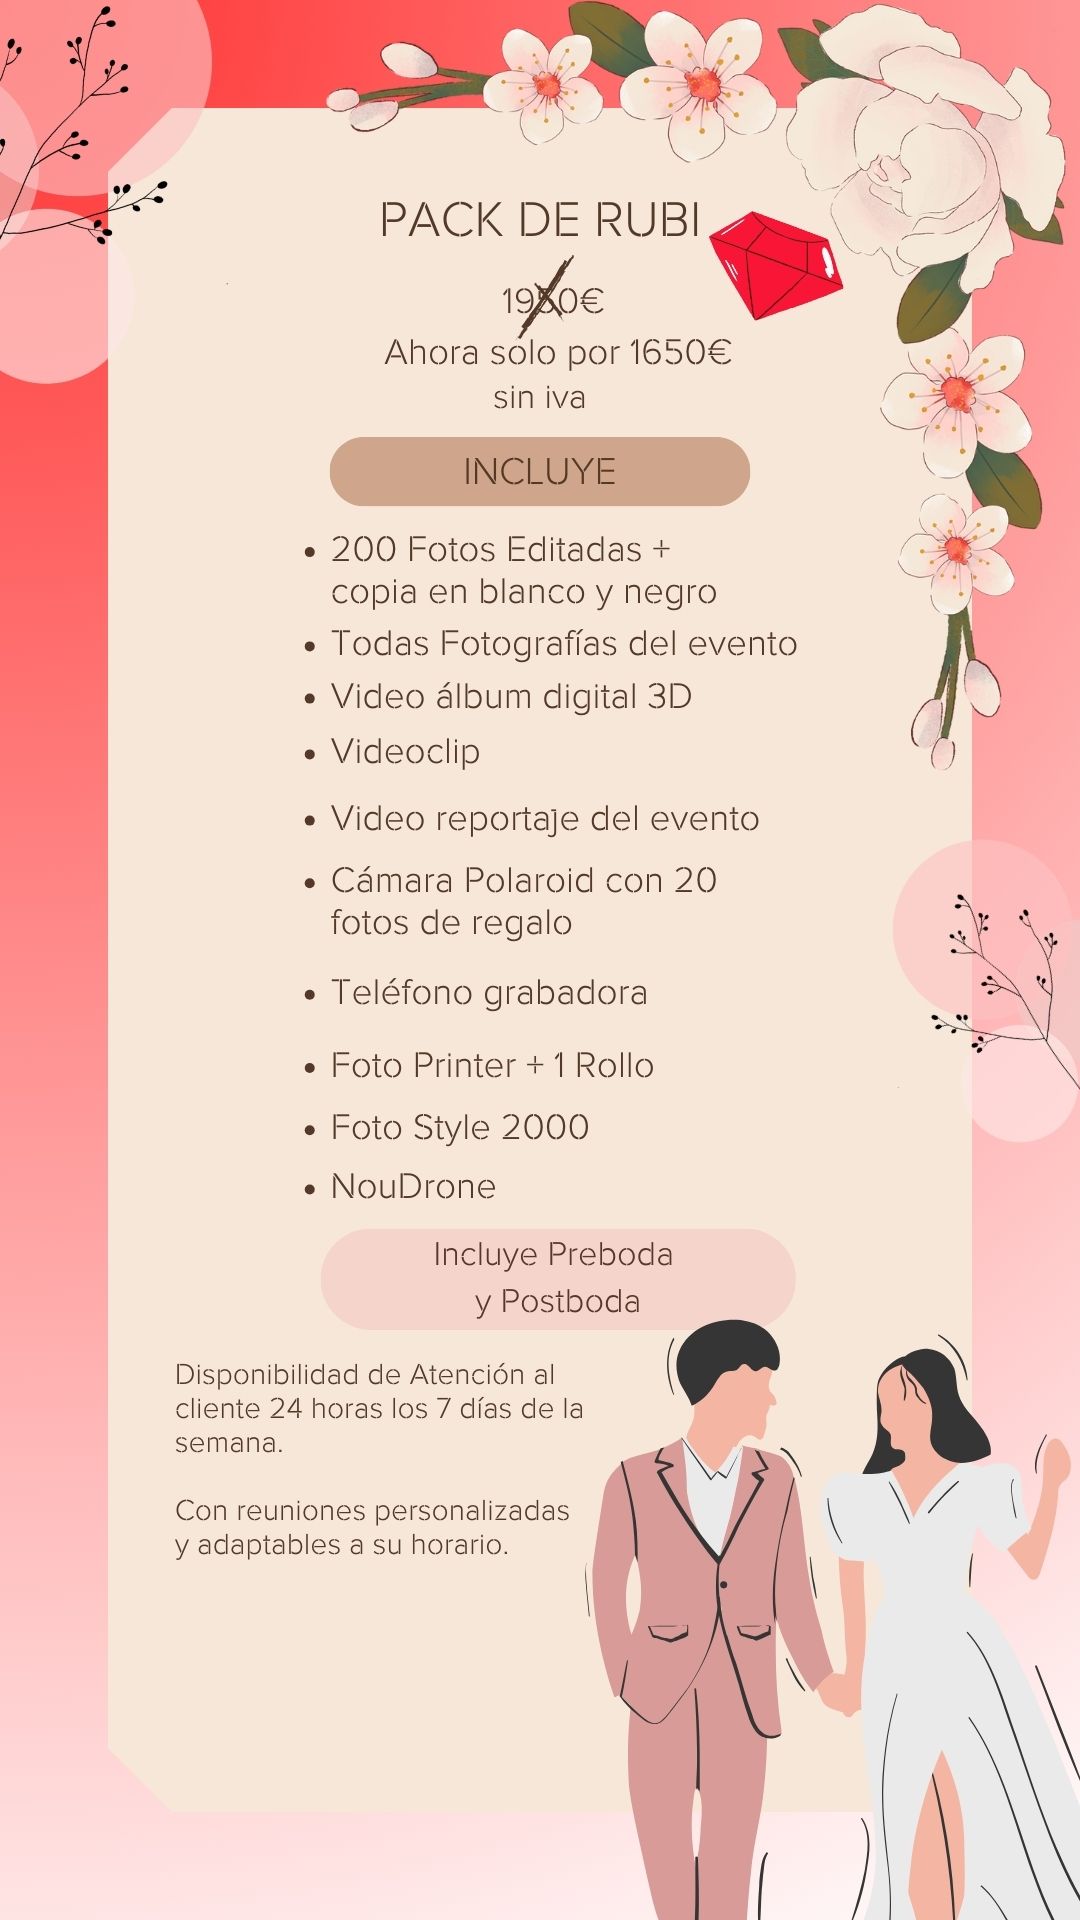 PACK DE RUBI
1950€
Ahora solo por 1650€
sin iva
INCLUYE
• 200 Fotos Editadas +
copia en blanco y negro
• Todas Fotografías del evento
• Video álbum digital 3D
• Videoclip
• Video reportaje del evento
• Cámara Polaroid con 20
fotos de regalo
• Teléfono grabadora
• Foto Printer + 1 Rollo
• Foto Style 2000
• NouDrone
Incluye Preboda
y Postboda
Disponibilidad de Atención al
cliente 24 horas los 7 días de la
semana.
Con reuniones personalizadas
y adaptables a su horario.